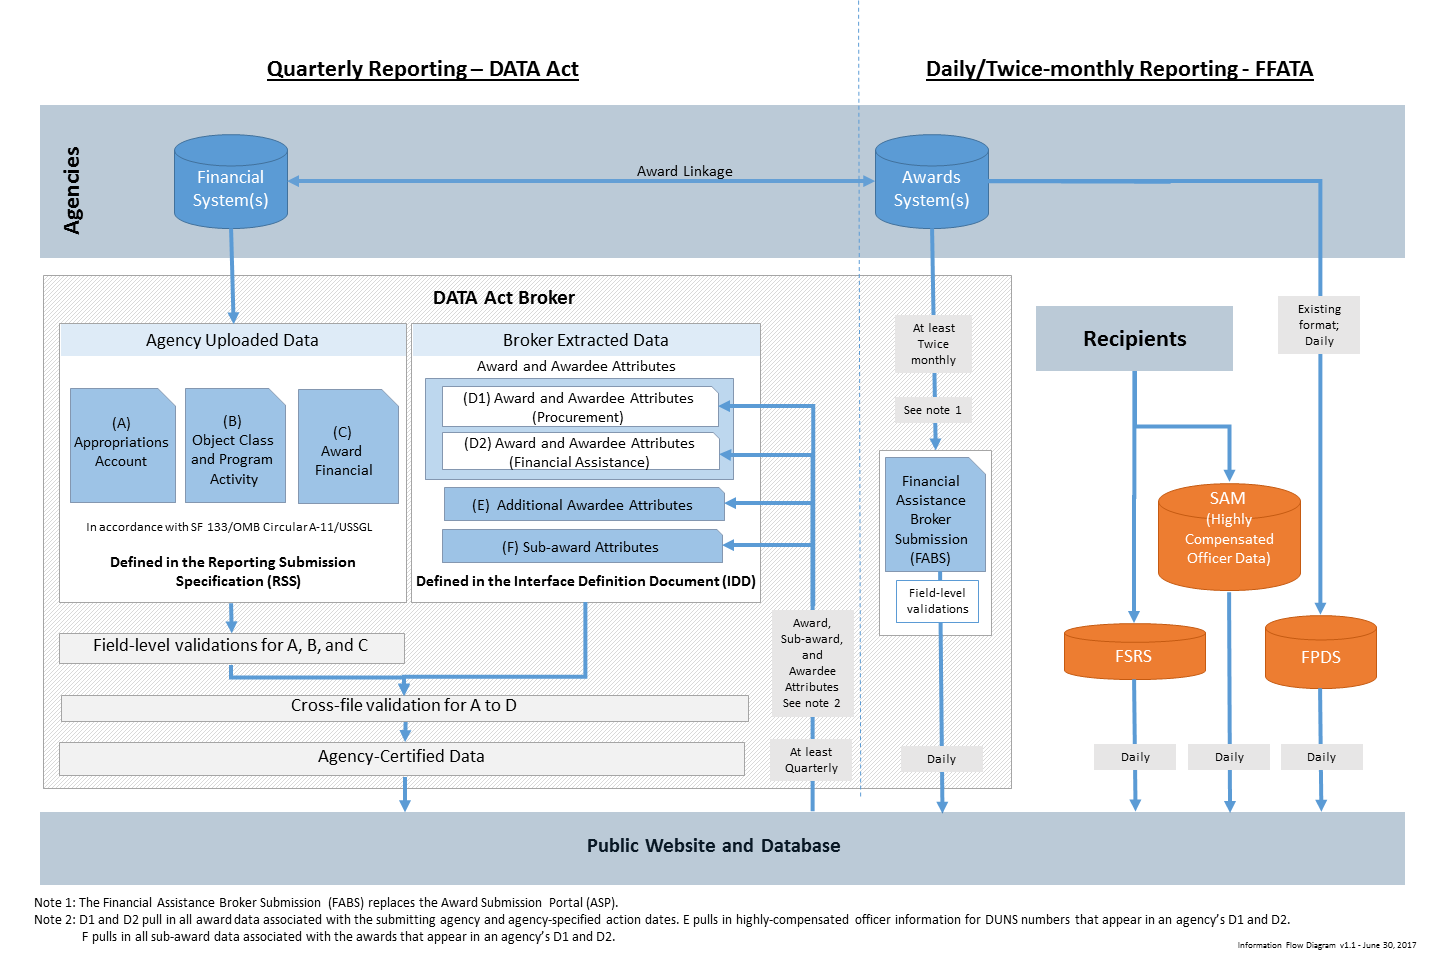 Quarterly Reporting – DATA Act
Daily/Twice-monthly Reporting - FFATA
Agencies
Financial
System(s)
Award Linkage
Awards
System(s)
DATA Act Broker
Agency Uploaded Data
(A)
Appropriations
Account
(B)
Object Class
and Program
Activity
(C)
Award
Financial
In accordance with SF 133/OMB Circular A-11/USSGL
Defined in the Reporting Submission
Specification (RSS)
Broker Extracted Data
Award and Awardee Attributes
(D1) Award and Awardee Attributes
(Procurement)
(D2) Award and Awardee Attributes
(Financial Assistance)
(E) Additional Awardee Attributes
(F) Sub-award Attributes
Defined in the Interface Definition Document (IDD)
Field-level validations for A, B, and C
Cross-file validation for A to D
Agency-Certified Data
Award,
Sub-award,
and
Awardee
Attributes
See note 2
At least
Quarterly
At least
Twice
monthly
See note 1
Financial
Assistance
Broker
Submission
(FABS)
Field-level
validations
Daily
Recipients
Existing
format;
Daily
SAM
(Highly
Compensated
Officer Data)
FSRS
FPDS
Daily
Daily
Daily
Public Website and Database
Note 1: The Financial Assistance Broker Submission (FABS) replaces the Award Submission Portal (ASP).
Note 2: D1 and D2 pull in all award data associated with the submitting agency and agency-specified action dates. E pulls in highly-compensated officer information for DUNS numbers that appear in an agency's D1 and D2.
F pulls in all sub-award data associated with the awards that appear in an agency's D1 and D2.
Information Flow Diagram v1.1 - June 30, 2017